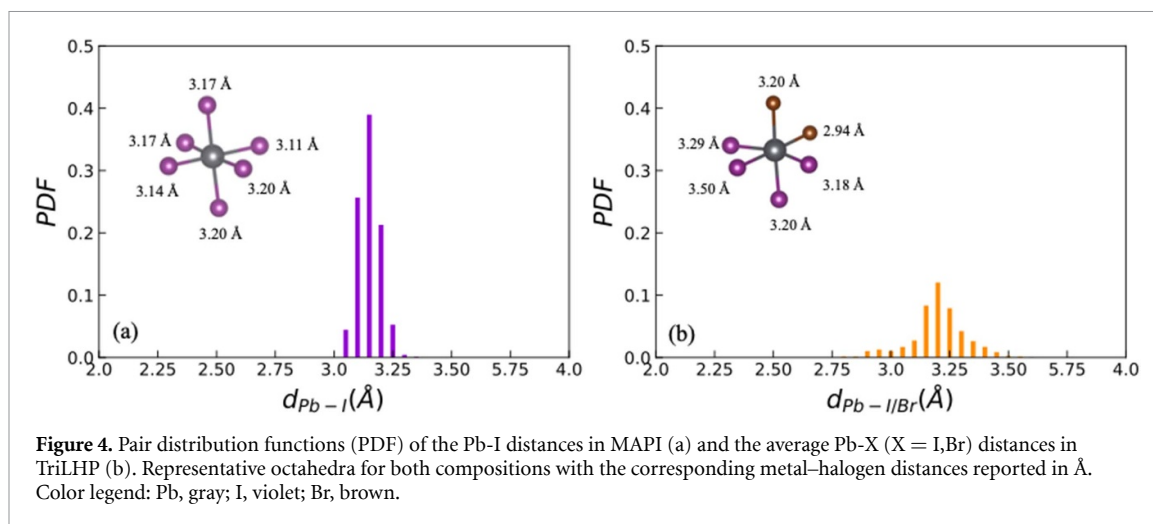 0.5
0.4
0.3
0.2
0.1
0.0
PDF
3.17 Å
3.17 Å
3.11 Å
3.14 Å
3.20 Å
3.20 Å
(a)
2.0 2.25 2.50 2.75 3.0 3.25 3.50 5.75 4.0
dPb − I(Å)
0.5
0.4
0.3
0.2
0.1
0.0
PDF
3.20 Å
2.94 Å
3.29 Å
3.50 Å
3.18 Å
3.20 Å
(b)
2.0 2.25 2.50 2.75 3.0 3.25 3.50 5.75 4.0
dPb − I/Br(Å)
Figure 4. Pair distribution functions (PDF) of the Pb-I distances in MAPI (a) and the average Pb-X (X = I,Br) distances in
TriLHP (b). Representative octahedra for both compositions with the corresponding metal–halogen distances reported in Å.
Color legend: Pb, gray; I, violet; Br, brown.